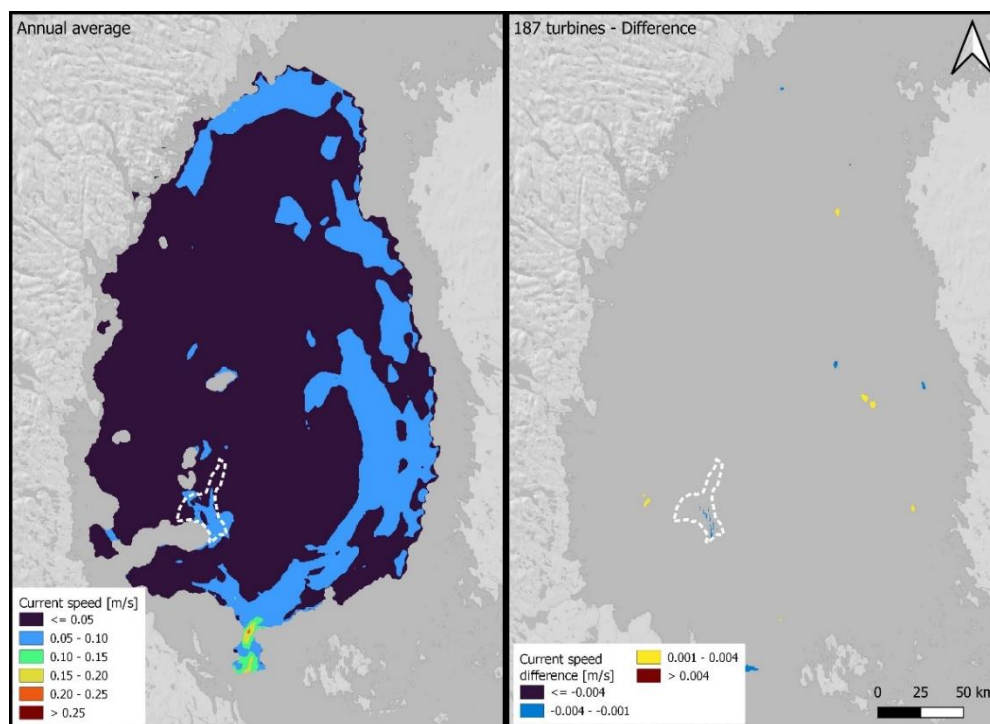 Annual average
Current speed [m/s]
<= 0.05
0.05 - 0.10
0.10 - 0.15
0.15 - 0.20
0.20 - 0.25
> 0.25
187 turbines - Difference
Current speed
difference [m/s]
<= -0.004
-0.004 - -0.001
0.001 - 0.004
> 0.004
0 25 50 km